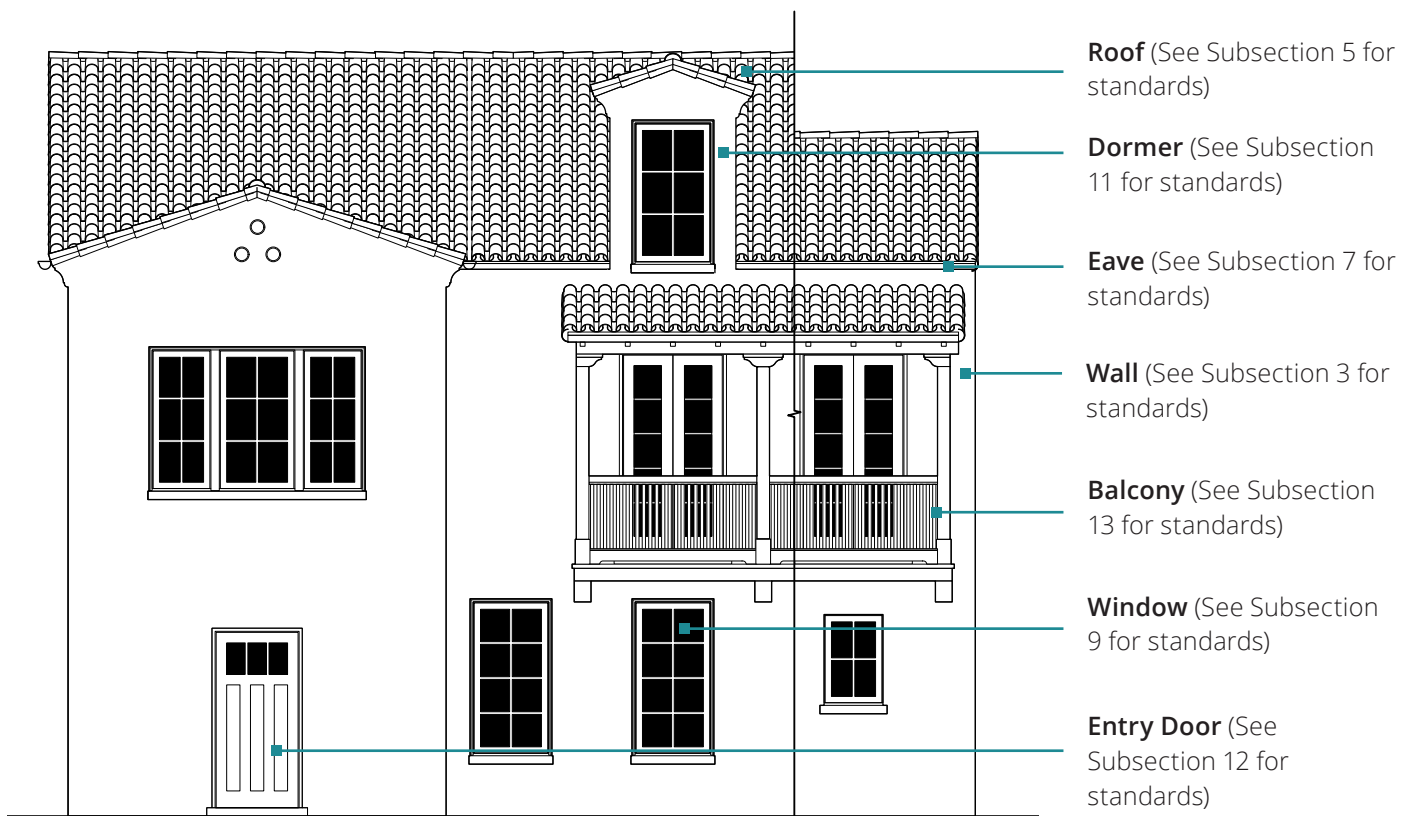 Roof (See Subsection 5 for
standards)
Dormer (See Subsection
11 for standards)
Eave (See Subsection 7 for
standards)
Wall (See Subsection 3 for
standards)
Balcony (See Subsection
13 for standards)
Window (See Subsection
9 for standards)
Entry Door (See
Subsection 12 for
standards)